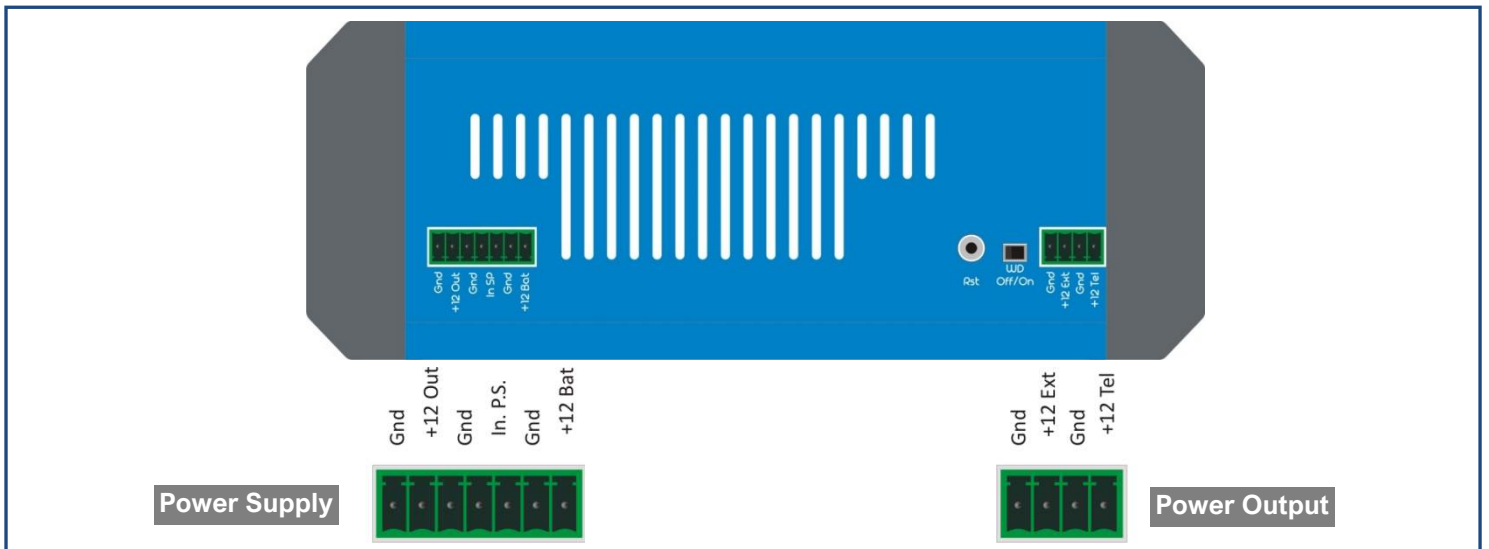 Rst
WD
Off/On
Gnd
+12 Out
Gnd
In SP
Gnd
+12 Bat
Gnd
+12 Ext
Gnd
+12 Tel
Gnd
+12 Out
Gnd
In. P.S.
Gnd
+12 Bat
Gnd
+12 Ext
Gnd
+12 Tel
Power Supply
Power Output